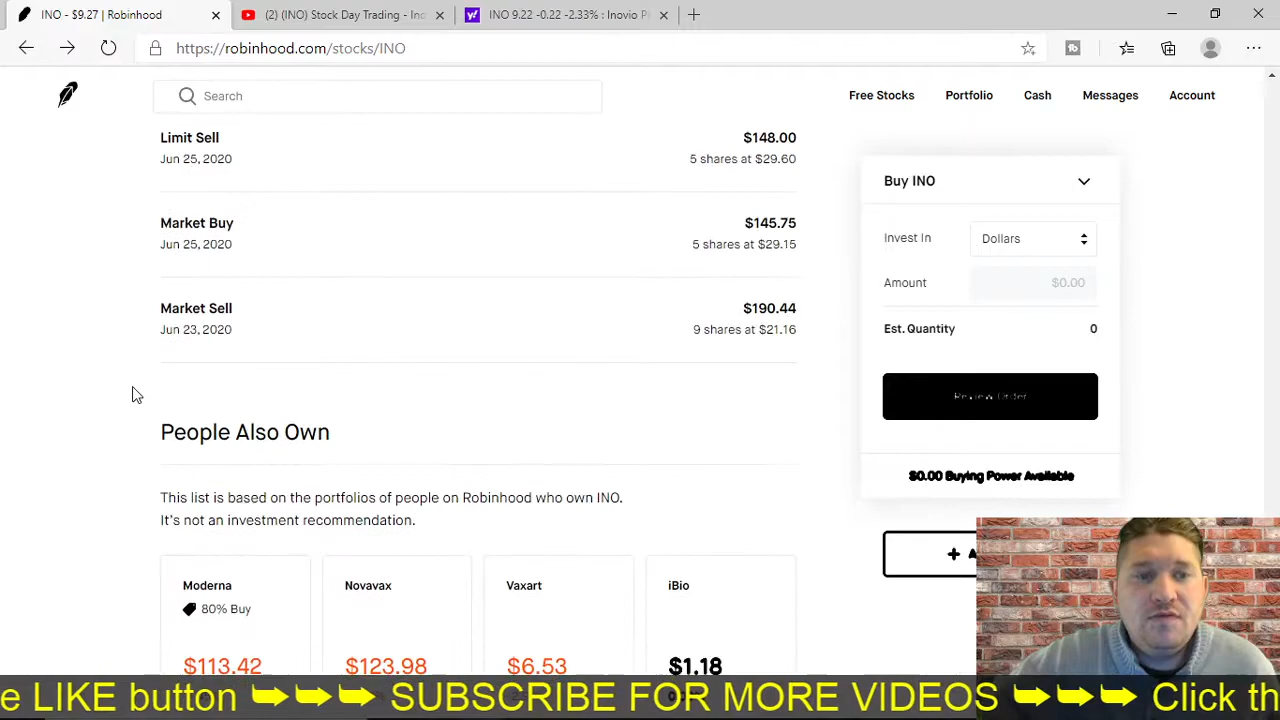 INO - $9.27 | Robinhood
(2) (INO) Stock Day Trading - Ino
INO 9.22 -0.22 -2.33% : Inovio P
https://robinhood.com/stocks/INO
Search
Free Stocks
Portfolio
Cash
Messages
Account
Limit Sell
$148.00
Jun 25, 2020
5 shares at $29.60
Market Buy
$145.75
Jun 25, 2020
5 shares at $29.15
Market Sell
$190.44
Jun 23, 2020
9 shares at $21.16
People Also Own
This list is based on the portfolios of people on Robinhood who own INO.
It's not an investment recommendation.
Moderna
80% Buy
$113.42
Novavax
$123.98
Vaxart
$6.53
iBio
$1.18
Buy INO
Invest In
Dollars
Amount
$0.00
Est. Quantity
0
Review Order
$0.00 Buying Power Available
+ A
e LIKE button ➥➥➥ SUBSCRIBE FOR MORE VIDEOS ➥➥➥ Click th